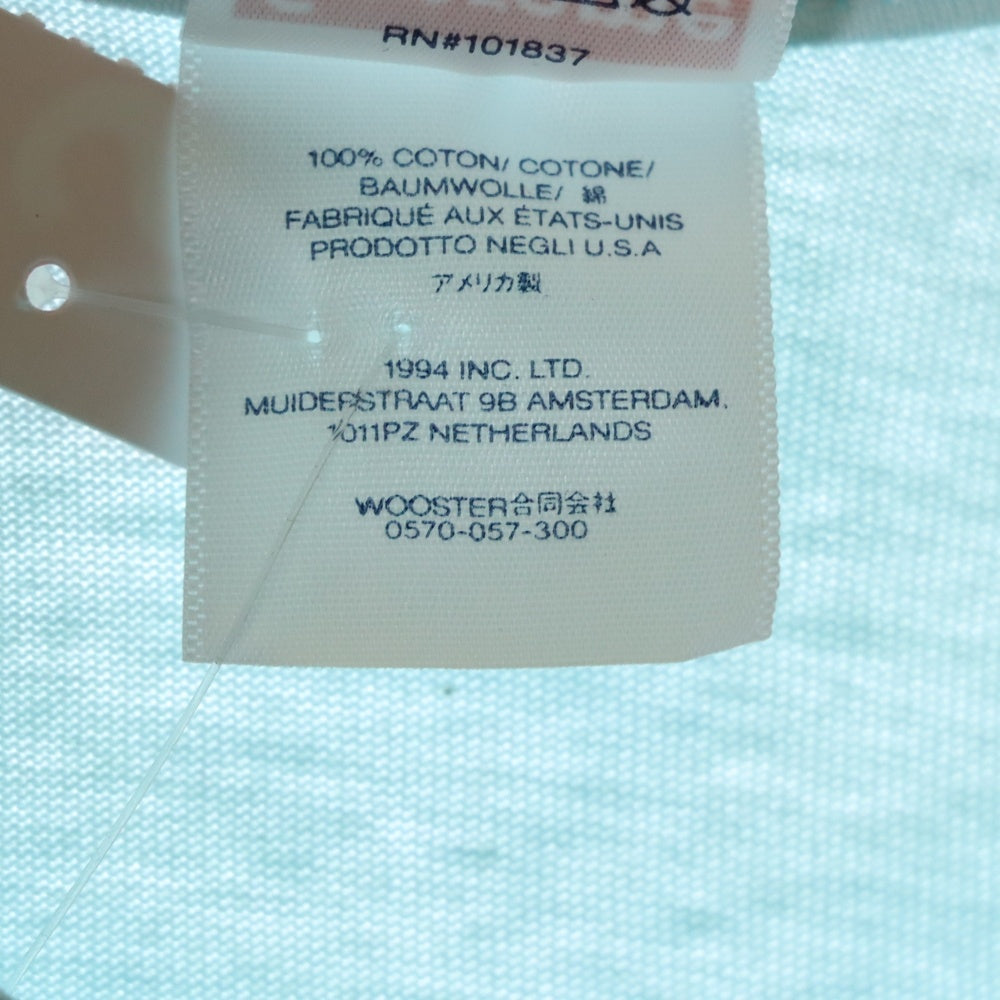 RN#101837
100% COTON/ COTONE/
BAUMWOLLE/ 綿
FABRIQUÉ AUX ÉTATS-UNIS
PRODOTTO NEGLI U.S.A
アメリカ製
1994 INC. LTD.
MUIDERSTRAAT 9B AMSTERDAM.
1011PZ NETHERLANDS
WOOSTER合同会社
0570-057-300